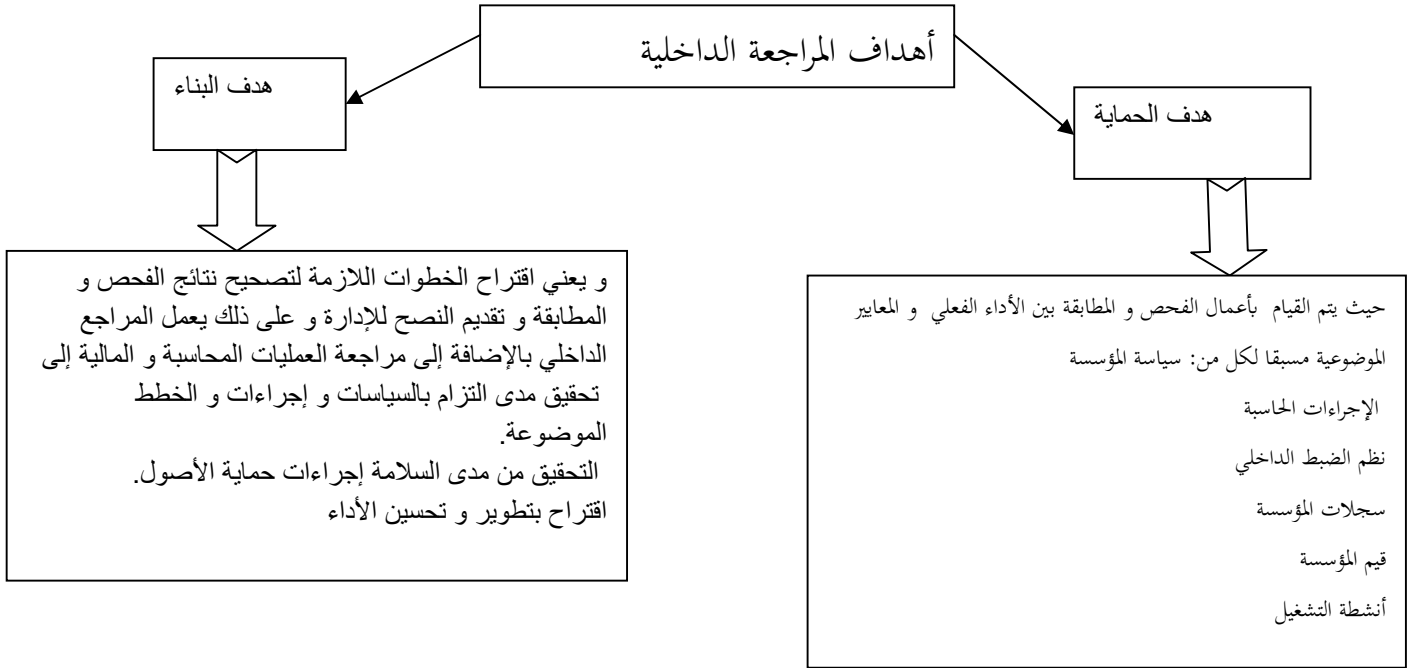 أهداف المراجعة الداخلية
هدف الحماية
هدف البناء
حيث يتم القيام بأعمال الفحص و المطابقة بين الأداء الفعلي و المعايير
الموضوعية مسبقا لكل من: سياسة المؤسسة
الإجراءات الحاسبة
نظم الضبط الداخلي
سجلات المؤسسة
قيم المؤسسة
أنشطة التشغيل
و يعني اقتراح الخطوات اللازمة لتصحيح نتائج الفحص و
المطابقة و تقديم النصح للإدارة و على ذلك يعمل المراجع
الداخلي بالإضافة إلى مراجعة العمليات المحاسبة و المالية إلى
تحقيق مدى التزام بالسياسات و إجراءات و الخطط
الموضوعة.
التحقيق من مدى السلامة إجراءات حماية الأصول.
اقتراح بتطوير و تحسين الأداء